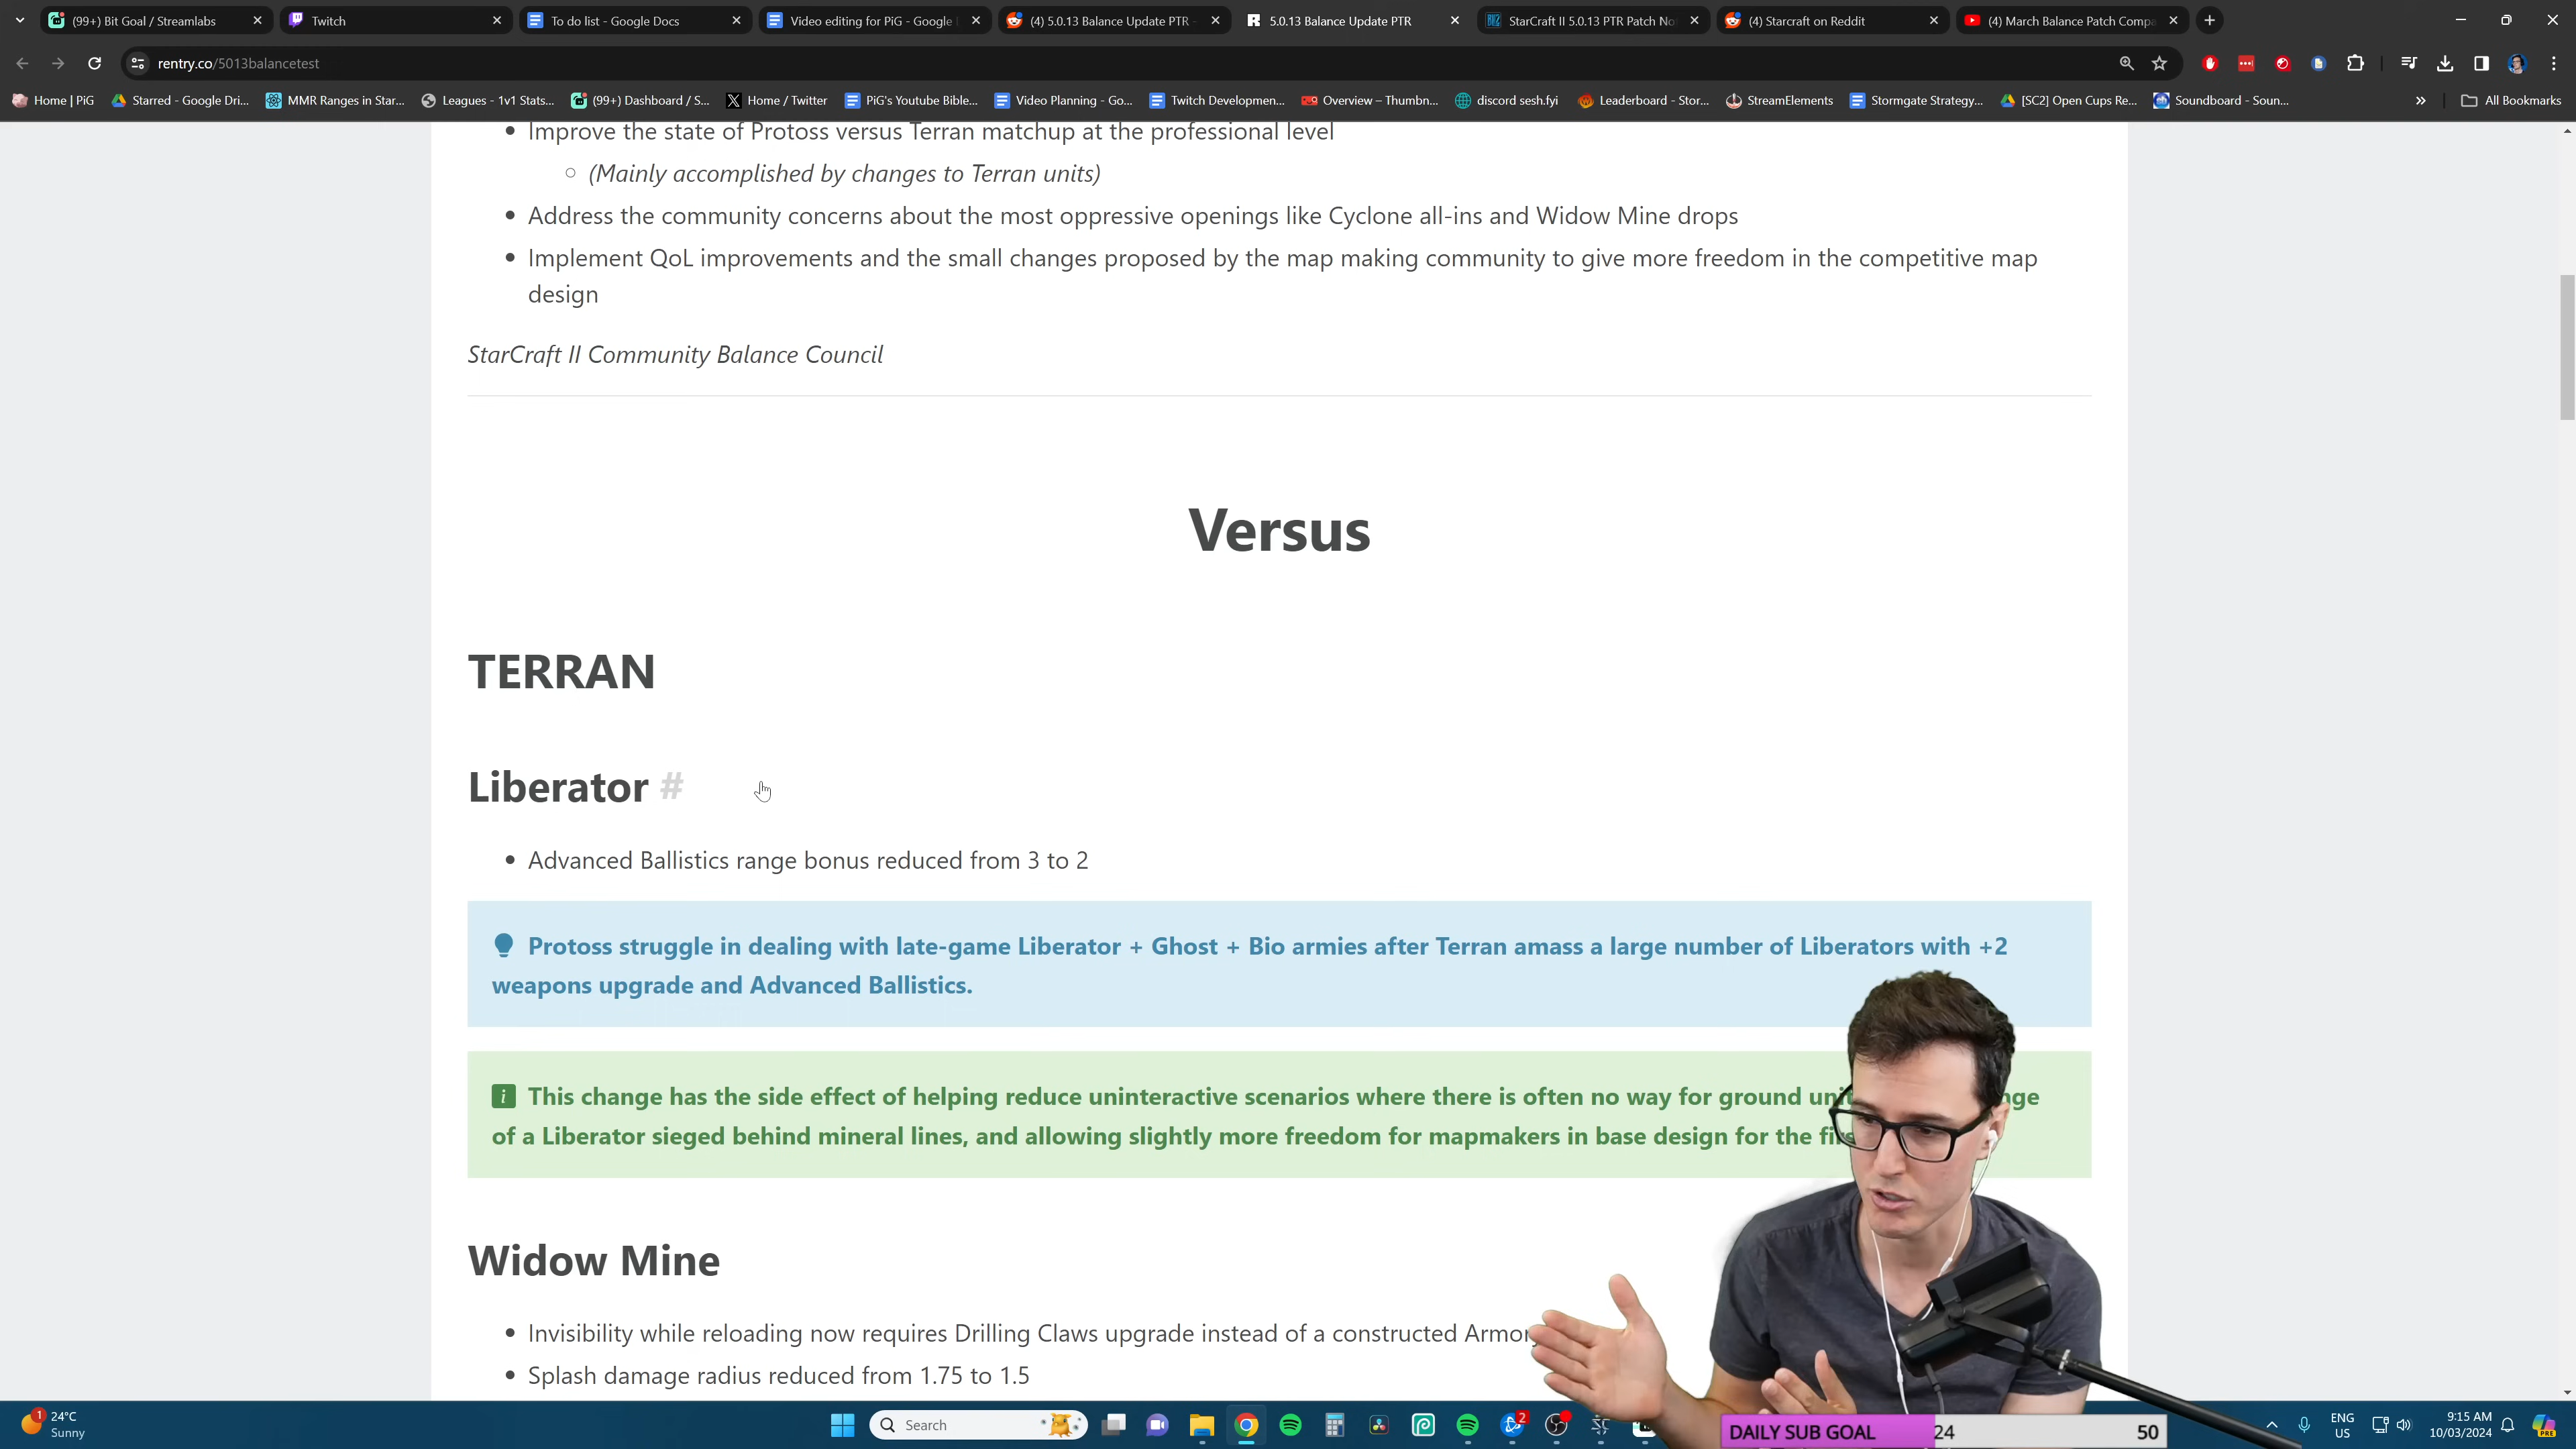 (99+) Bit Goal / Streamlabs
Twitch
To do list - Google Docs
Video editing for PiG - Google
(4) 5.0.13 Balance Update PTR -
5.0.13 Balance Update PTR
StarCraft II 5.0.13 PTR Patch No
(4) Starcraft on Reddit
(4) March Balance Patch Compa
rentry.co/5013balancetest
Home | PiG
Starred - Google Dri...
MMR Ranges in Star...
Leagues - 1v1 Stats...
(99+) Dashboard / S...
Home / Twitter
PiG's Youtube Bible...
Video Planning - Go...
Twitch Developmen...
Overview – Thumbn...
discord sesh.fyi
Leaderboard - Stor...
StreamElements
Stormgate Strategy...
[SC2] Open Cups Re...
Soundboard - Soun...
All Bookmarks
• Improve the state of Protoss versus Terran matchup at the professional level
(Mainly accomplished by changes to Terran units)
• Address the community concerns about the most oppressive openings like Cyclone all-ins and Widow Mine drops
• Implement QoL improvements and the small changes proposed by the map making community to give more freedom in the competitive map
design
StarCraft II Community Balance Council
Versus
TERRAN
Liberator #
• Advanced Ballistics range bonus reduced from 3 to 2
Protoss struggle in dealing with late-game Liberator + Ghost + Bio armies after Terran amass a large number of Liberators with +2
weapons upgrade and Advanced Ballistics.
This change has the side effect of helping reduce uninteractive scenarios where there is often no way for ground
of a Liberator sieged behind mineral lines, and allowing slightly more freedom for mapmakers in base design for the
Widow Mine
• Invisibility while reloading now requires Drilling Claws upgrade instead of a constructed Armory
• Splash damage radius reduced from 1.75 to 1.5
1
24°C
Sunny
Search
2
DAILY SUB GOAL 24 50
ENG
US
9:15 AM
10/03/2024
PRE